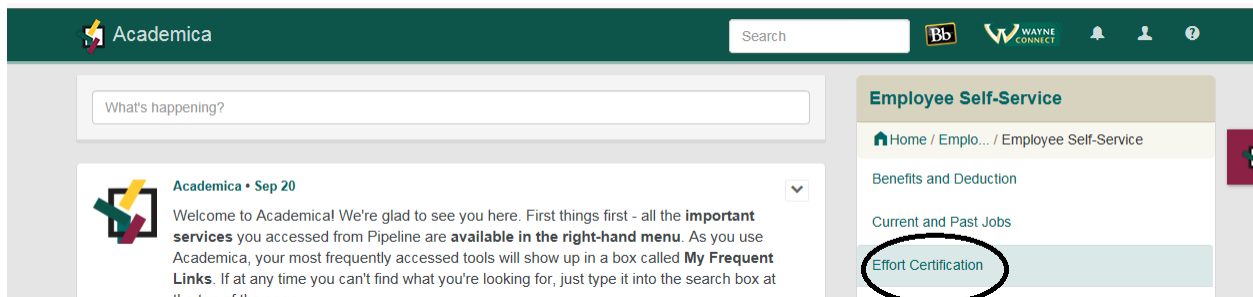 Academica
Search
Bb
WAYNE
CONNECT
What's happening?
Employee Self-Service
Home / Emplo... / Employee Self-Service
Academica • Sep 20
Benefits and Deduction
Welcome to Academica! We're glad to see you here. First things first - all the important
services you accessed from Pipeline are available in the right-hand menu. As you use
Academica, your most frequently accessed tools will show up in a box called My Frequent
Links. If at any time you can't find what you're looking for, just type it into the search box at
Current and Past Jobs
Effort Certification